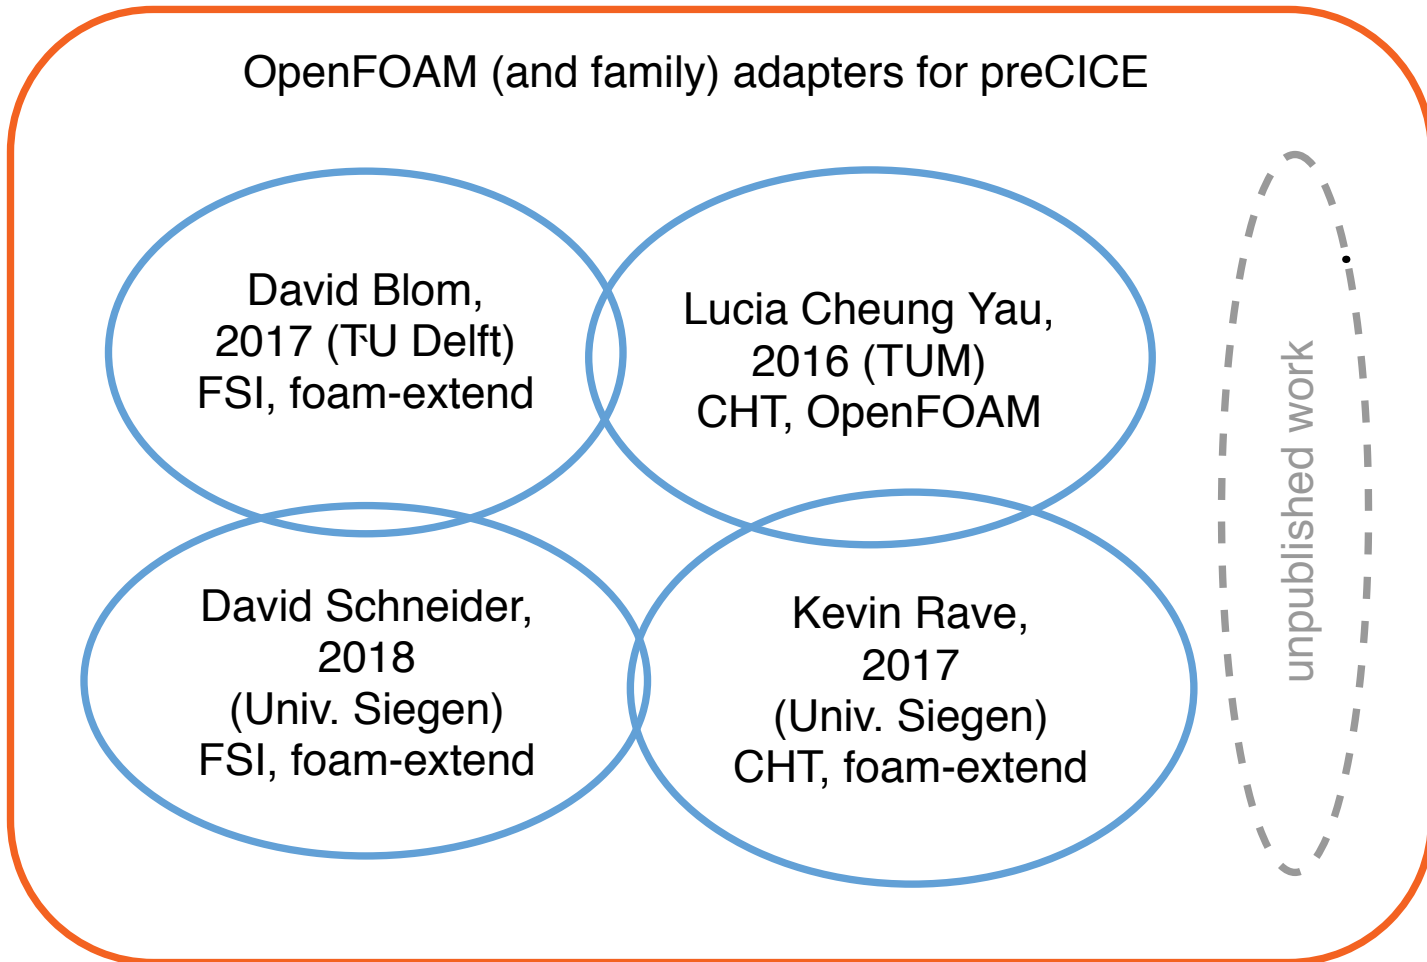 OpenFOAM (and family) adapters for preCICE
David Blom,
2017 (TU Delft)
FSI, foam-extend
Lucia Cheung Yau,
2016 (TUM)
CHT, OpenFOAM
David Schneider,
2018
(Univ. Siegen)
FSI, foam-extend
Kevin Rave,
2017
(Univ. Siegen)
CHT, foam-extend
unpublished work